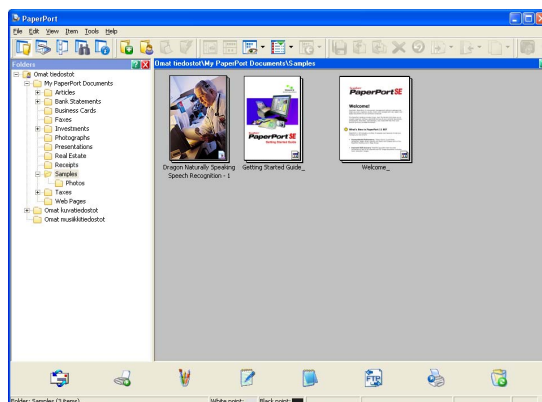 PaperPort
File Edit View Item Tools Help
Folders
Omat tiedostot\My PaperPort Documents\Samples
Omat tiedostot
My PaperPort Documents
Articles
Bank Statements
Business Cards
Faxes
Investments
Photographs
Presentations
Real Estate
Receipts
Samples
Photos
Taxes
Web Pages
Omat kuvatiedostot
Omat musiikkitiedostot
PaperPort SE
Getting Started Guide
PaperPort SE
Welcome!
Dragon Naturally Speaking
Speech Recognition - 1
Getting Started Guide_
Welcome_
FTP
Folder: Samples (3 items)
White point:
Black point: